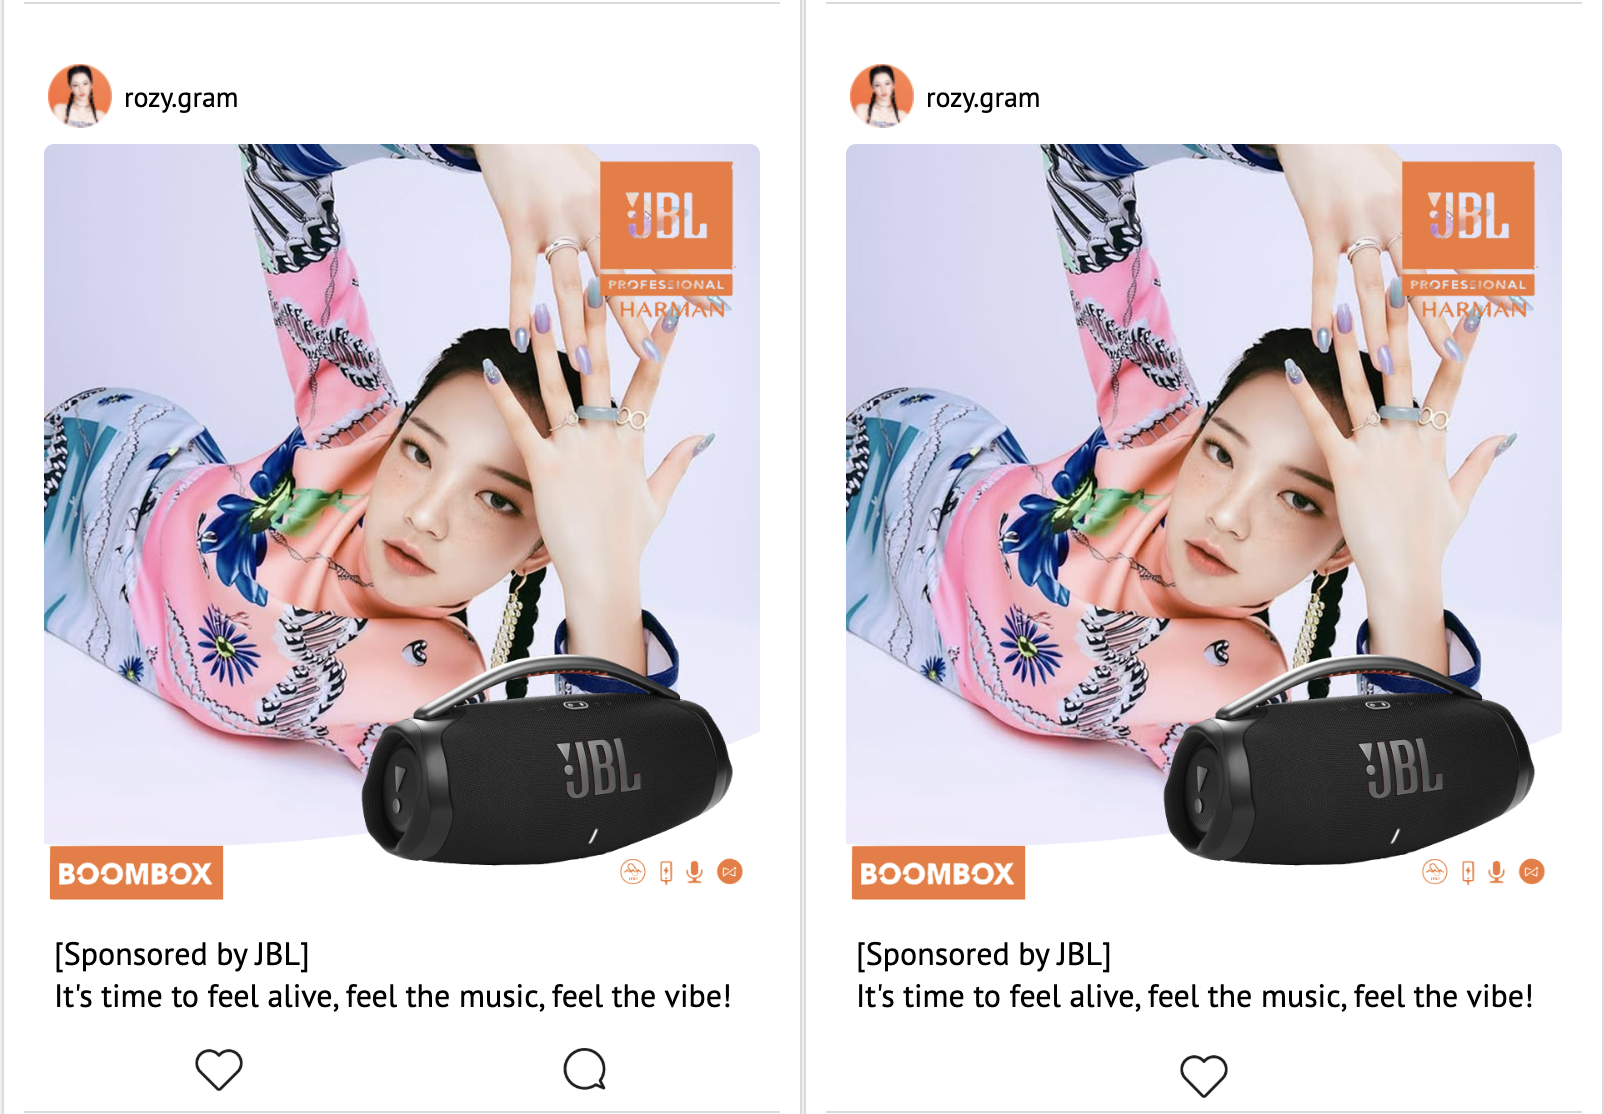 rozy.gram
JBL
PROFESSIONAL
HARMAN
JBL
BOOMBOX
[Sponsored by JBL]
It's time to feel alive, feel the music, feel the vibe!
rozy.gram
JBL
PROFESSIONAL
HARMAN
JBL
BOOMBOX
[Sponsored by JBL]
It's time to feel alive, feel the music, feel the vibe!